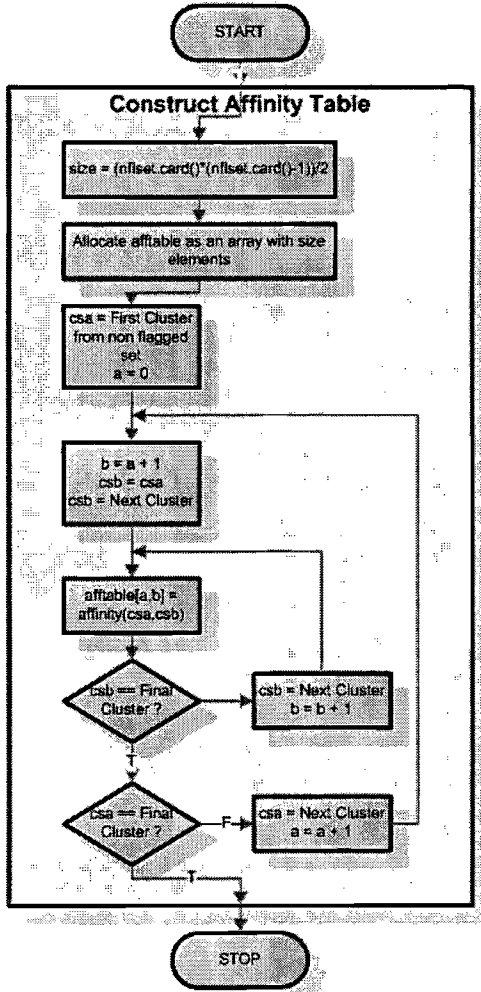 START
Construct Affinity Table
size = (nflset.card()*(nflset.card()-1))/2
Allocate afftable as an array with size
elements
csa = First Cluster
from non flagged
set
a = 0
b = a + 1
csb = csa
csb = Next Cluster
afftable[a,b] =
affinity(csa,csb)
csb == Final
Cluster ?
csb = Next Cluster
b = b + 1
T
csa == Final
Cluster ?
F
csa = Next Cluster
a = a + 1
T
STOP